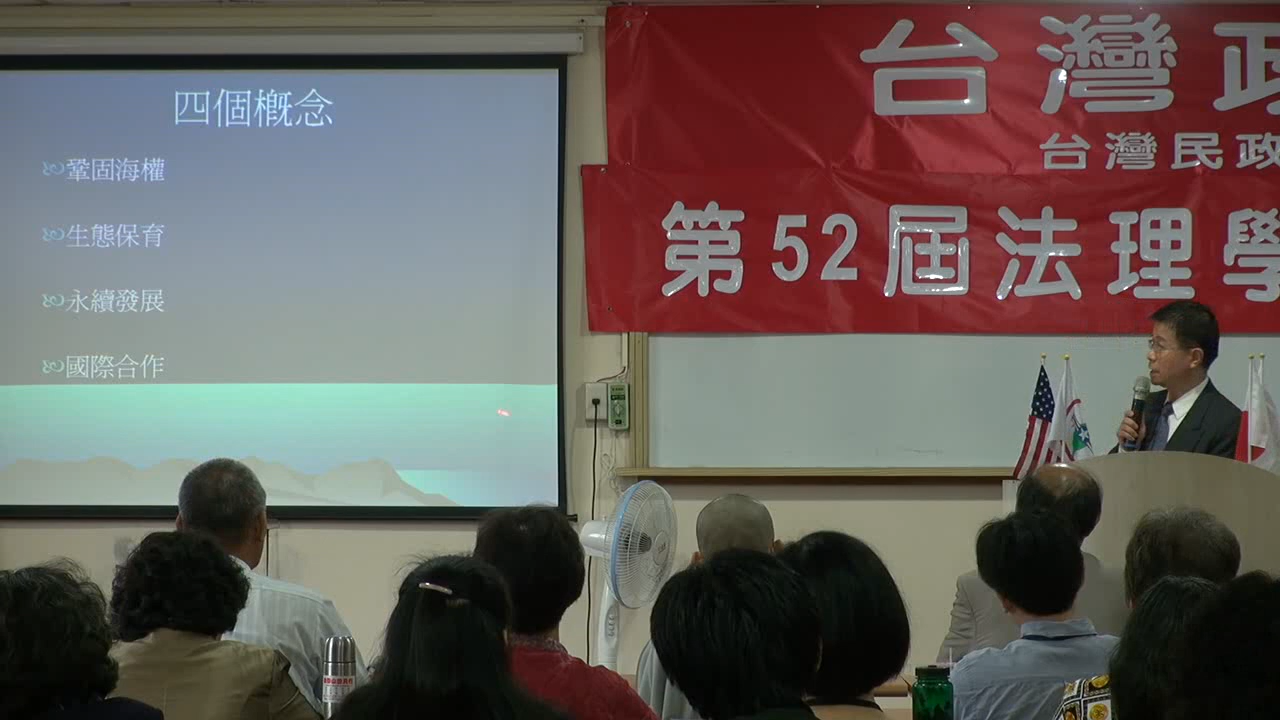 四個概念
鞏固海權
生態保育
永續發展
國際合作
台灣政
台灣民政
第52屆法理學